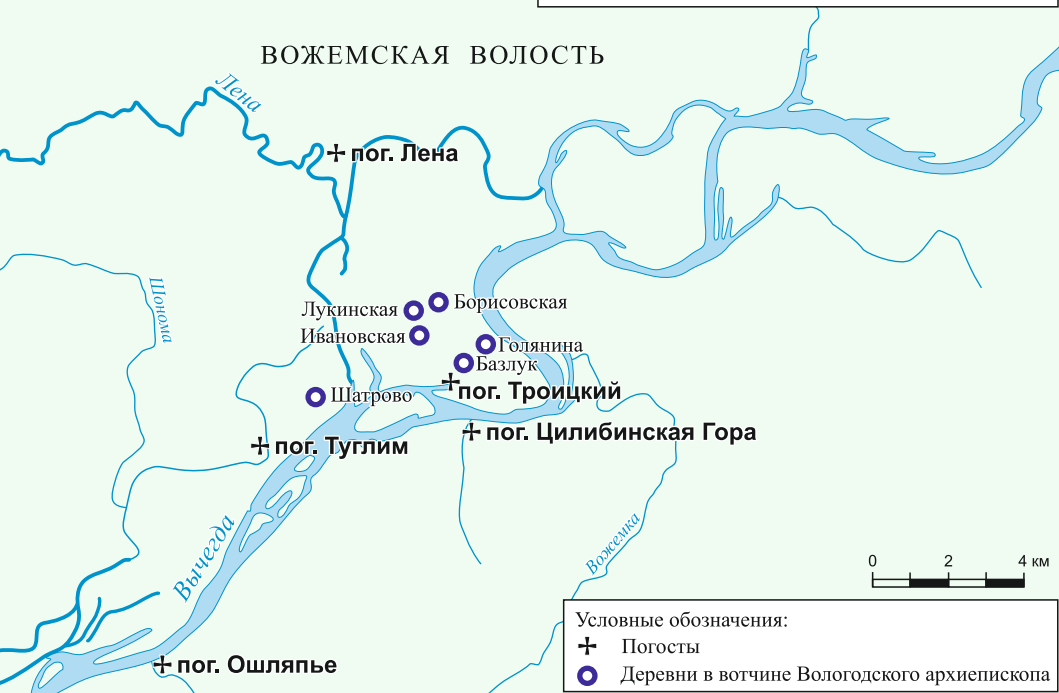 ВОЖЕМСКАЯ ВОЛОСТЬ
Лена
пог. Лена
Шонома
Лукинская
Борисовская
Ивановская
Голянина
Базлук
Шатрово
пог. Троицкий
пог. Цилибинская Гора
пог. Туглим
Вычегда
Вожемка
0 2 4 км
пог. Ошляпье
Условные обозначения:
Погосты
Деревни в вотчине Вологодского архиепископа